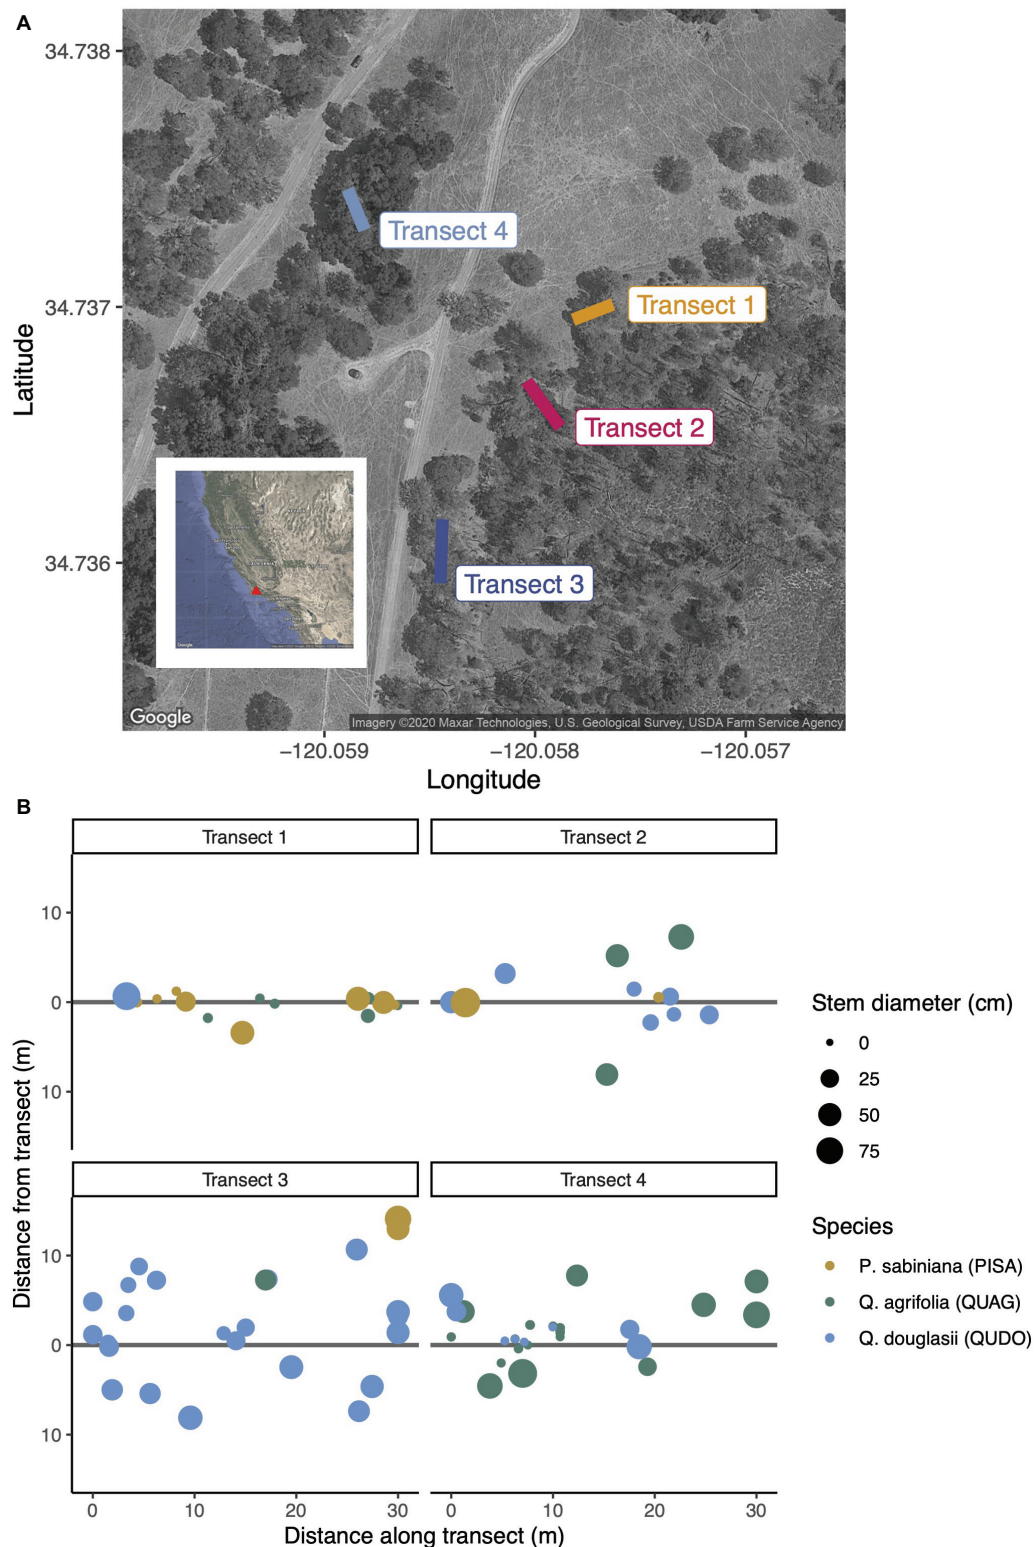 A
34.738
34.737
34.736
Latitude
Transect 4
Transect 1
Transect 2
Transect 3
Google
Google
Imagery ©2020 Maxar Technologies, U.S. Geological Survey, USDA Farm Service Agency
−120.059
−120.058
−120.057
Longitude
B
Transect 1
Transect 2
10
0
10
Transect 3
Transect 4
10
0
10
Distance from transect (m)
0
10
20
30
0
10
20
30
Distance along transect (m)
Stem diameter (cm)
0
25
50
75
Species
P. sabiniana (PISA)
Q. agrifolia (QUAG)
Q. douglasii (QUDO)